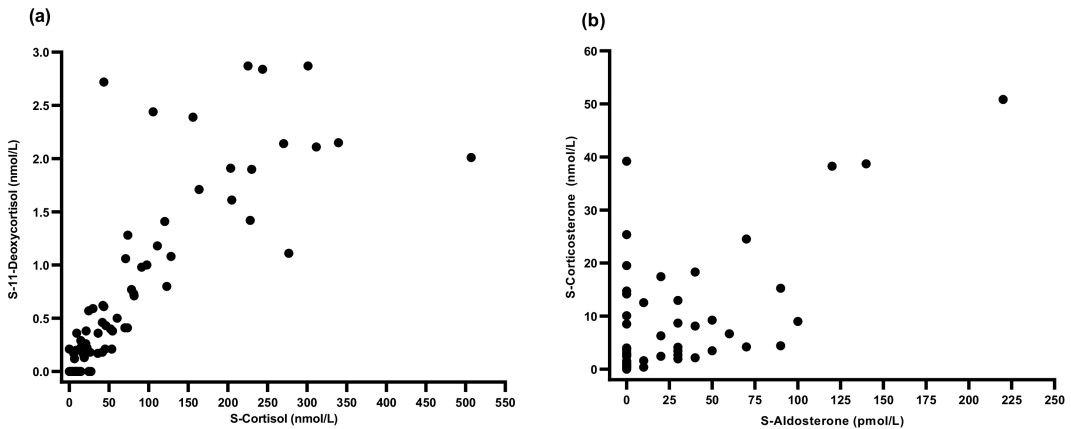 (a)
3.0
2.5
2.0
1.5
1.0
0.5
0.0
S-11-Deoxycortisol (nmol/L)
0 50 100 150 200 250 300 350 400 450 500 550
S-Cortisol (nmol/L)
(b)
60
50
40
30
20
10
0
S-Corticosterone (nmol/L)
0 25 50 75 100 125 150 175 200 225 250
S-Aldosterone (pmol/L)